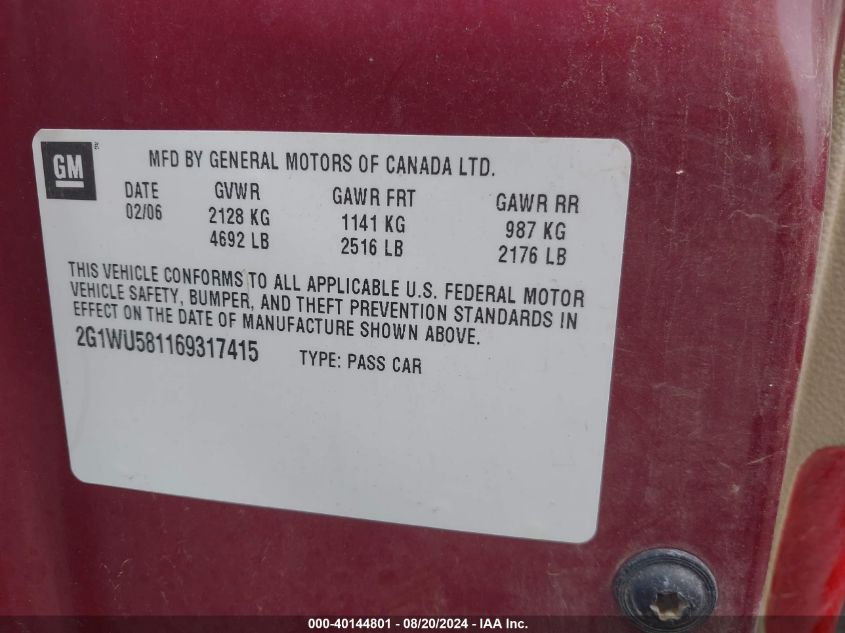 GM
MFD BY GENERAL MOTORS OF CANADA LTD.
DATE GVWR GAWR FRT GAWR RR
02/06 2128 KG 1141 KG 987 KG
4692 LB 2516 LB 2176 LB
THIS VEHICLE CONFORMS TO ALL APPLICABLE U.S. FEDERAL MOTOR
VEHICLE SAFETY, BUMPER, AND THEFT PREVENTION STANDARDS IN
EFFECT ON THE DATE OF MANUFACTURE SHOWN ABOVE.
2G1WU581169317415 TYPE: PASS CAR
000-40144801 - 08/20/2024 - IAA Inc.